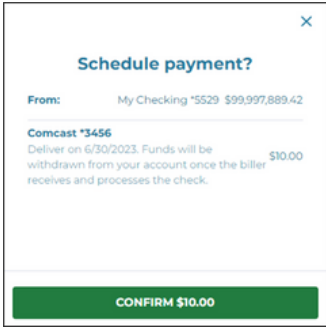 Schedule payment?
From: My Checking *5529 $99,997,889.42
Comcast *3456
Deliver on 6/30/2023. Funds will be
withdrawn from your account once the biller $10.00
receives and processes the check.
CONFIRM $10.00